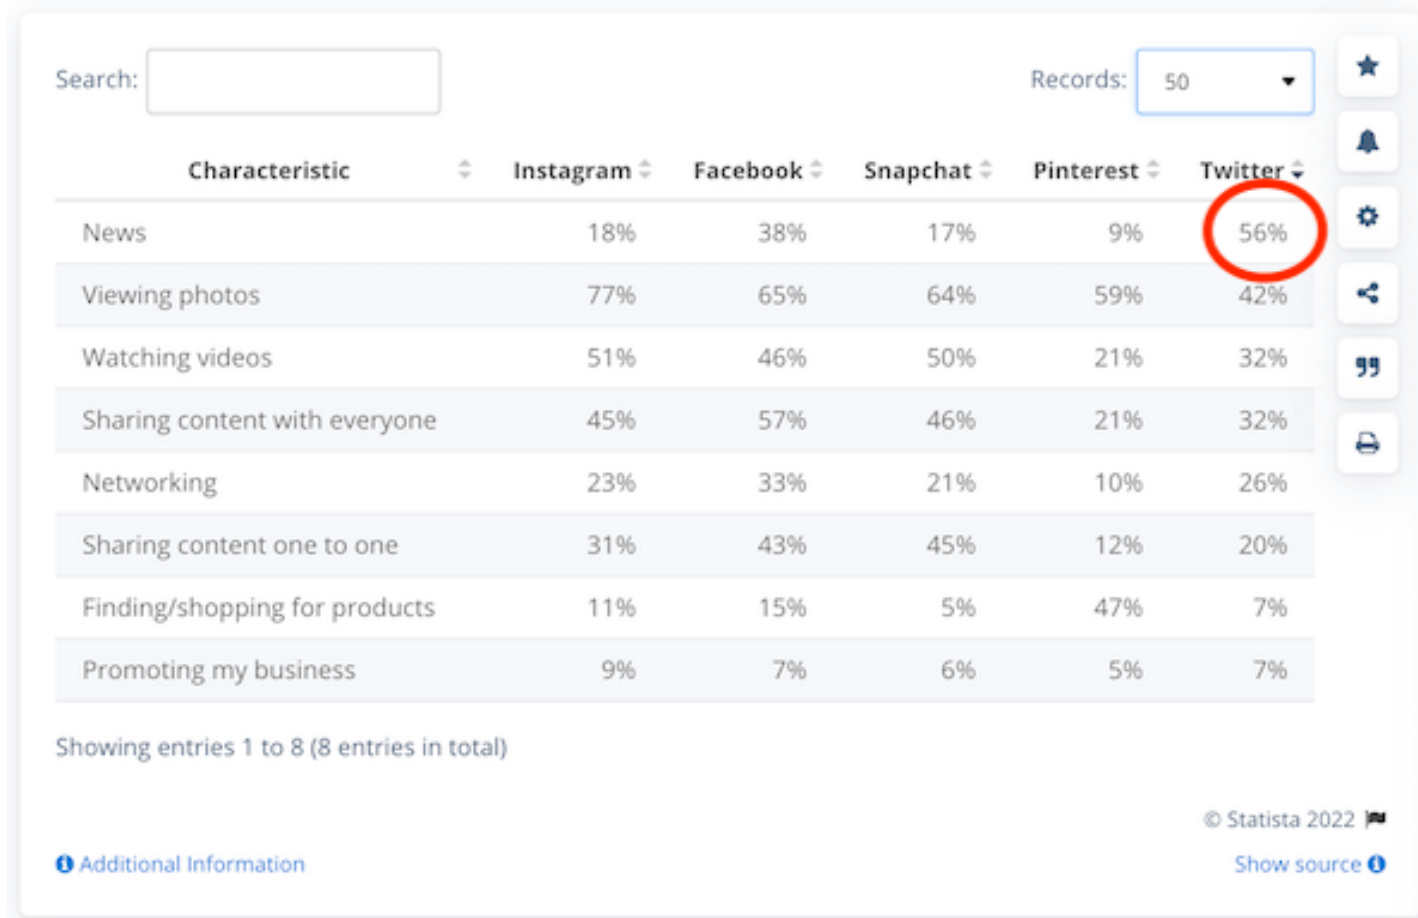 Search:
Records: 50
Characteristic Instagram Facebook Snapchat Pinterest Twitter
News 18% 38% 17% 9% 56%
Viewing photos 77% 65% 64% 59% 42%
Watching videos 51% 46% 50% 21% 32%
Sharing content with everyone 45% 57% 46% 21% 32%
Networking 23% 33% 21% 10% 26%
Sharing content one to one 31% 43% 45% 12% 20%
Finding/shopping for products 11% 15% 5% 47% 7%
Promoting my business 9% 7% 6% 5% 7%
Showing entries 1 to 8 (8 entries in total)
© Statista 2022
Additional Information
Show source